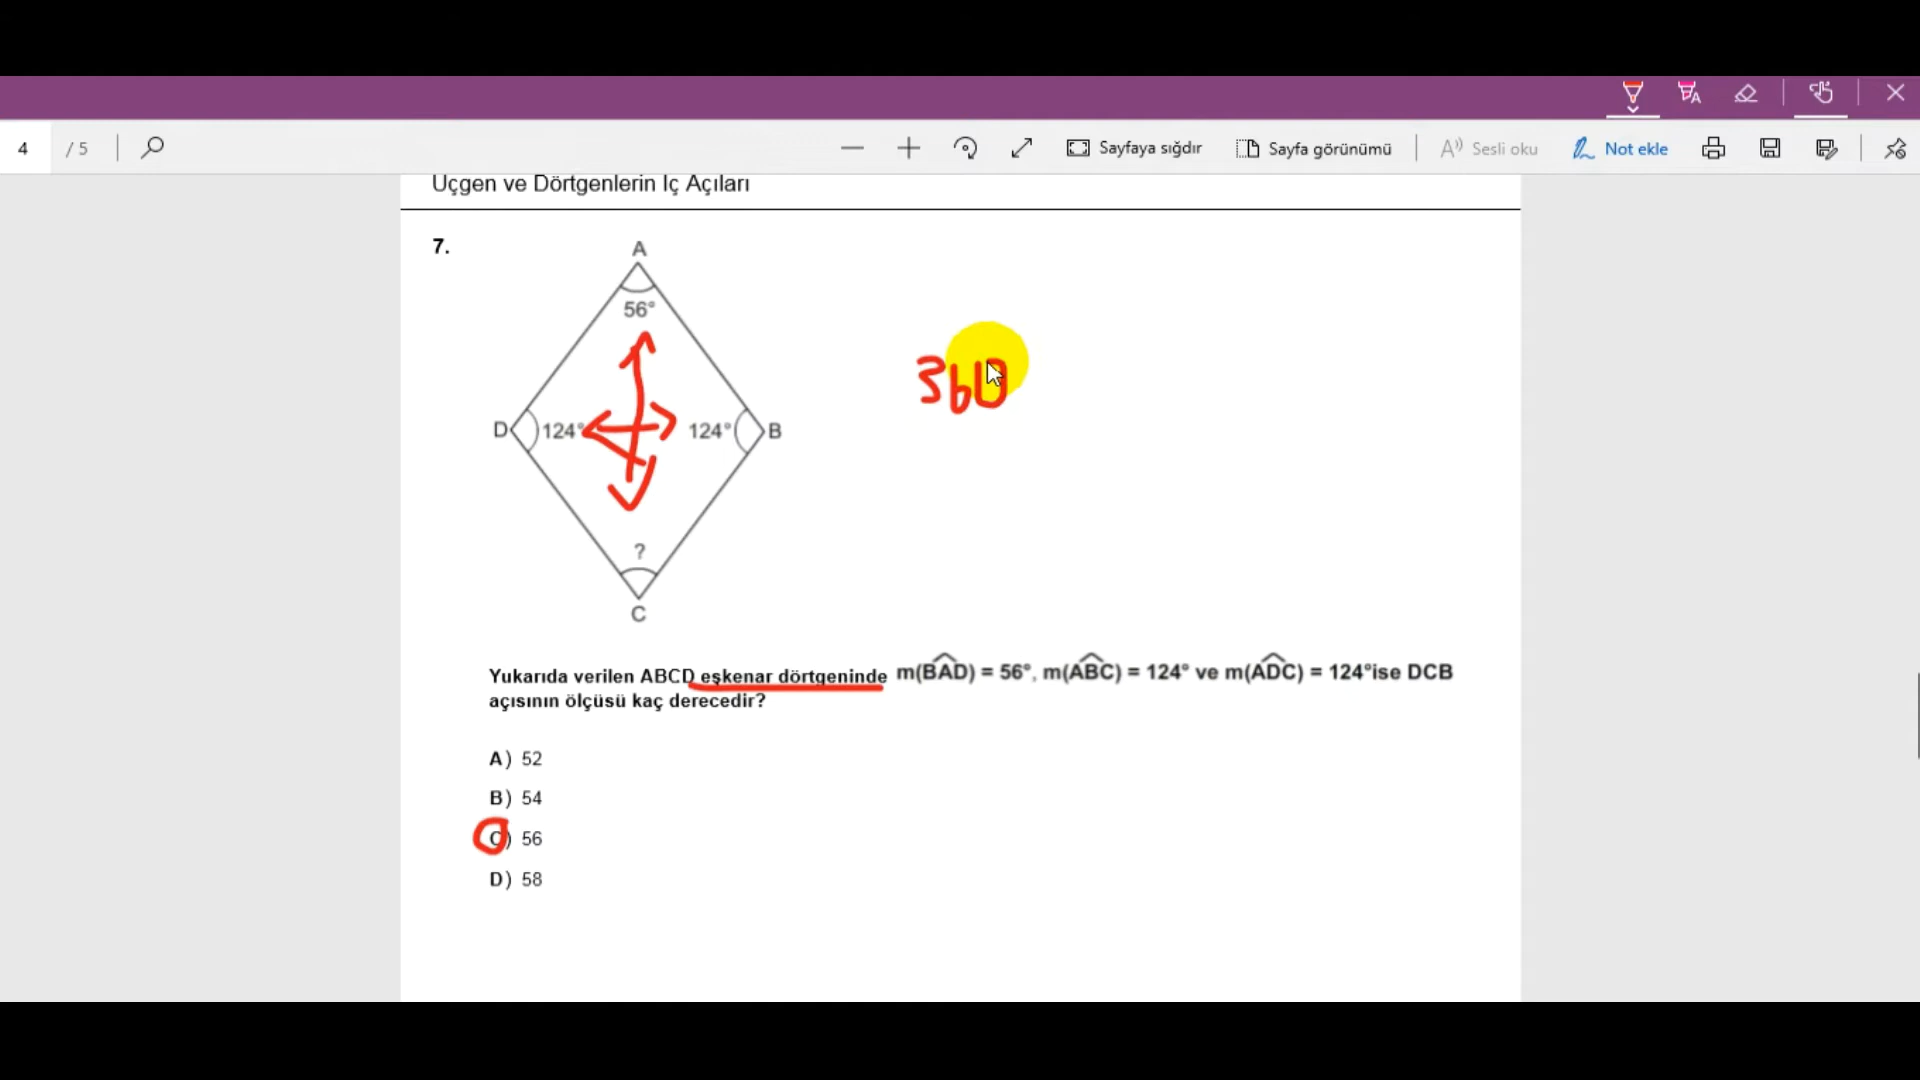 4 / 5
Sayfaya sığdır
Sayfa görünümü
Sesli oku
Not ekle
Üçgen ve Dörtgenlerin İç Açıları
7.
A
56°
360
D 124° 124° B
?
C
Yukarıda verilen ABCD eşkenar dörtgeninde m(BAD) = 56°, m(ABC) = 124° ve m(ADC) = 124°ise DCB
açısının ölçüsü kaç derecedir?
A) 52
B) 54
C) 56
D) 58